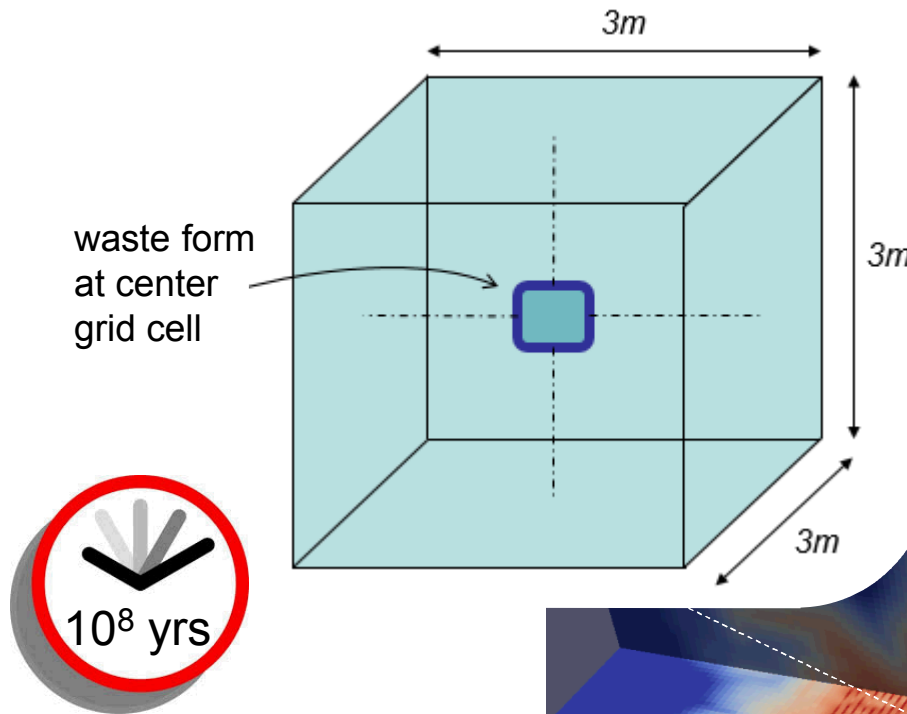 3m
waste form
at center
grid cell
3m
3m
10⁸ yrs